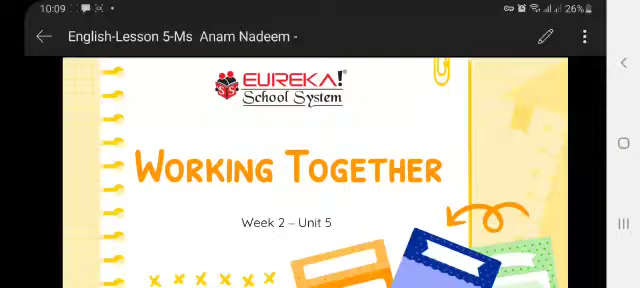 10:09
26%
English-Lesson 5-Ms  Anam Nadeem -
EUREKA!
School System
WORKING TOGETHER
Week 2 – Unit 5